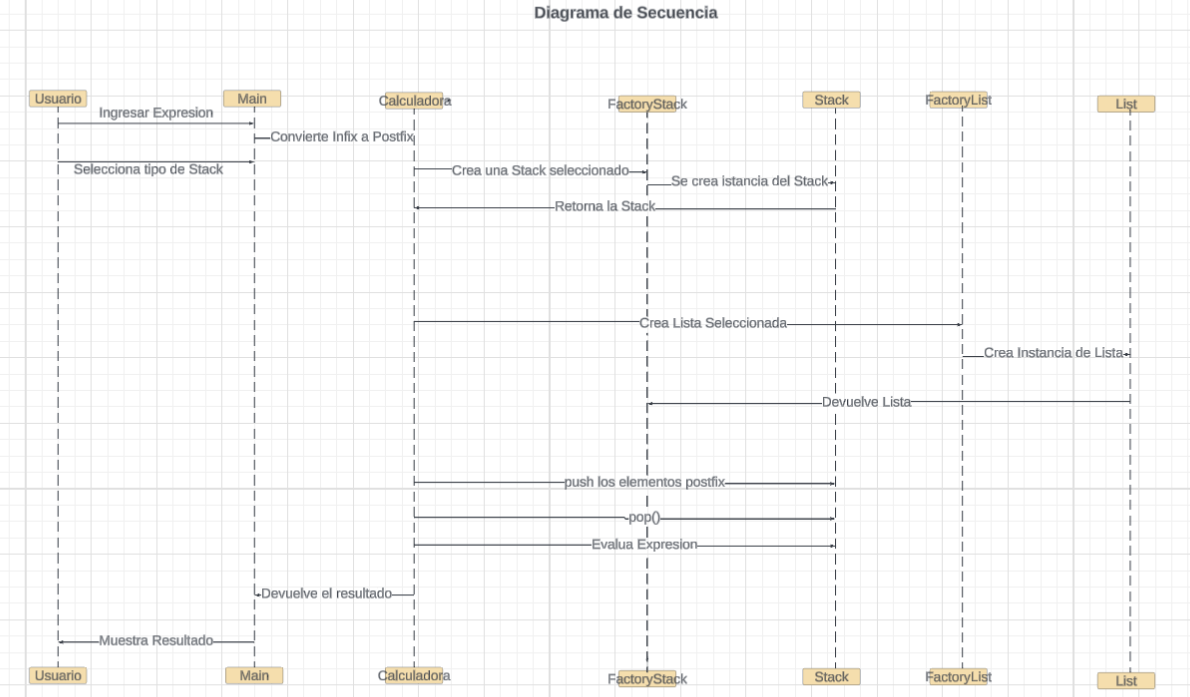 Diagrama de Secuencia
Usuario
Main
Calculadora
FactoryStack
Stack
FactoryList
List
Ingresar Expresion
Convierte Infix a Postfix
Selecciona tipo de Stack
Crea una Stack seleccionado
Se crea istancia del Stack
Retorna la Stack
Crea Lista Seleccionada
Crea Instancia de Lista
Devuelve Lista
push los elementos postfix
pop()
Evalua Expresion
Devuelve el resultado
Muestra Resultado
Usuario
Main
Calculadora
FactoryStack
Stack
FactoryList
List